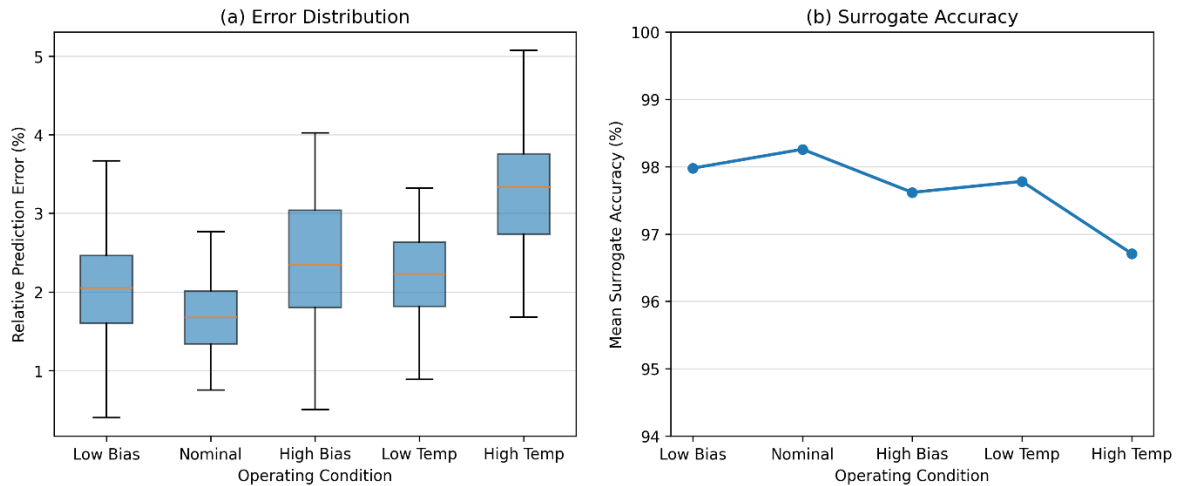 (a) Error Distribution
Relative Prediction Error (%)
5
4
3
2
1
Low Bias Nominal High Bias Low Temp High Temp
Operating Condition
(b) Surrogate Accuracy
Mean Surrogate Accuracy (%)
100
99
98
97
96
95
94
Low Bias Nominal High Bias Low Temp High Temp
Operating Condition